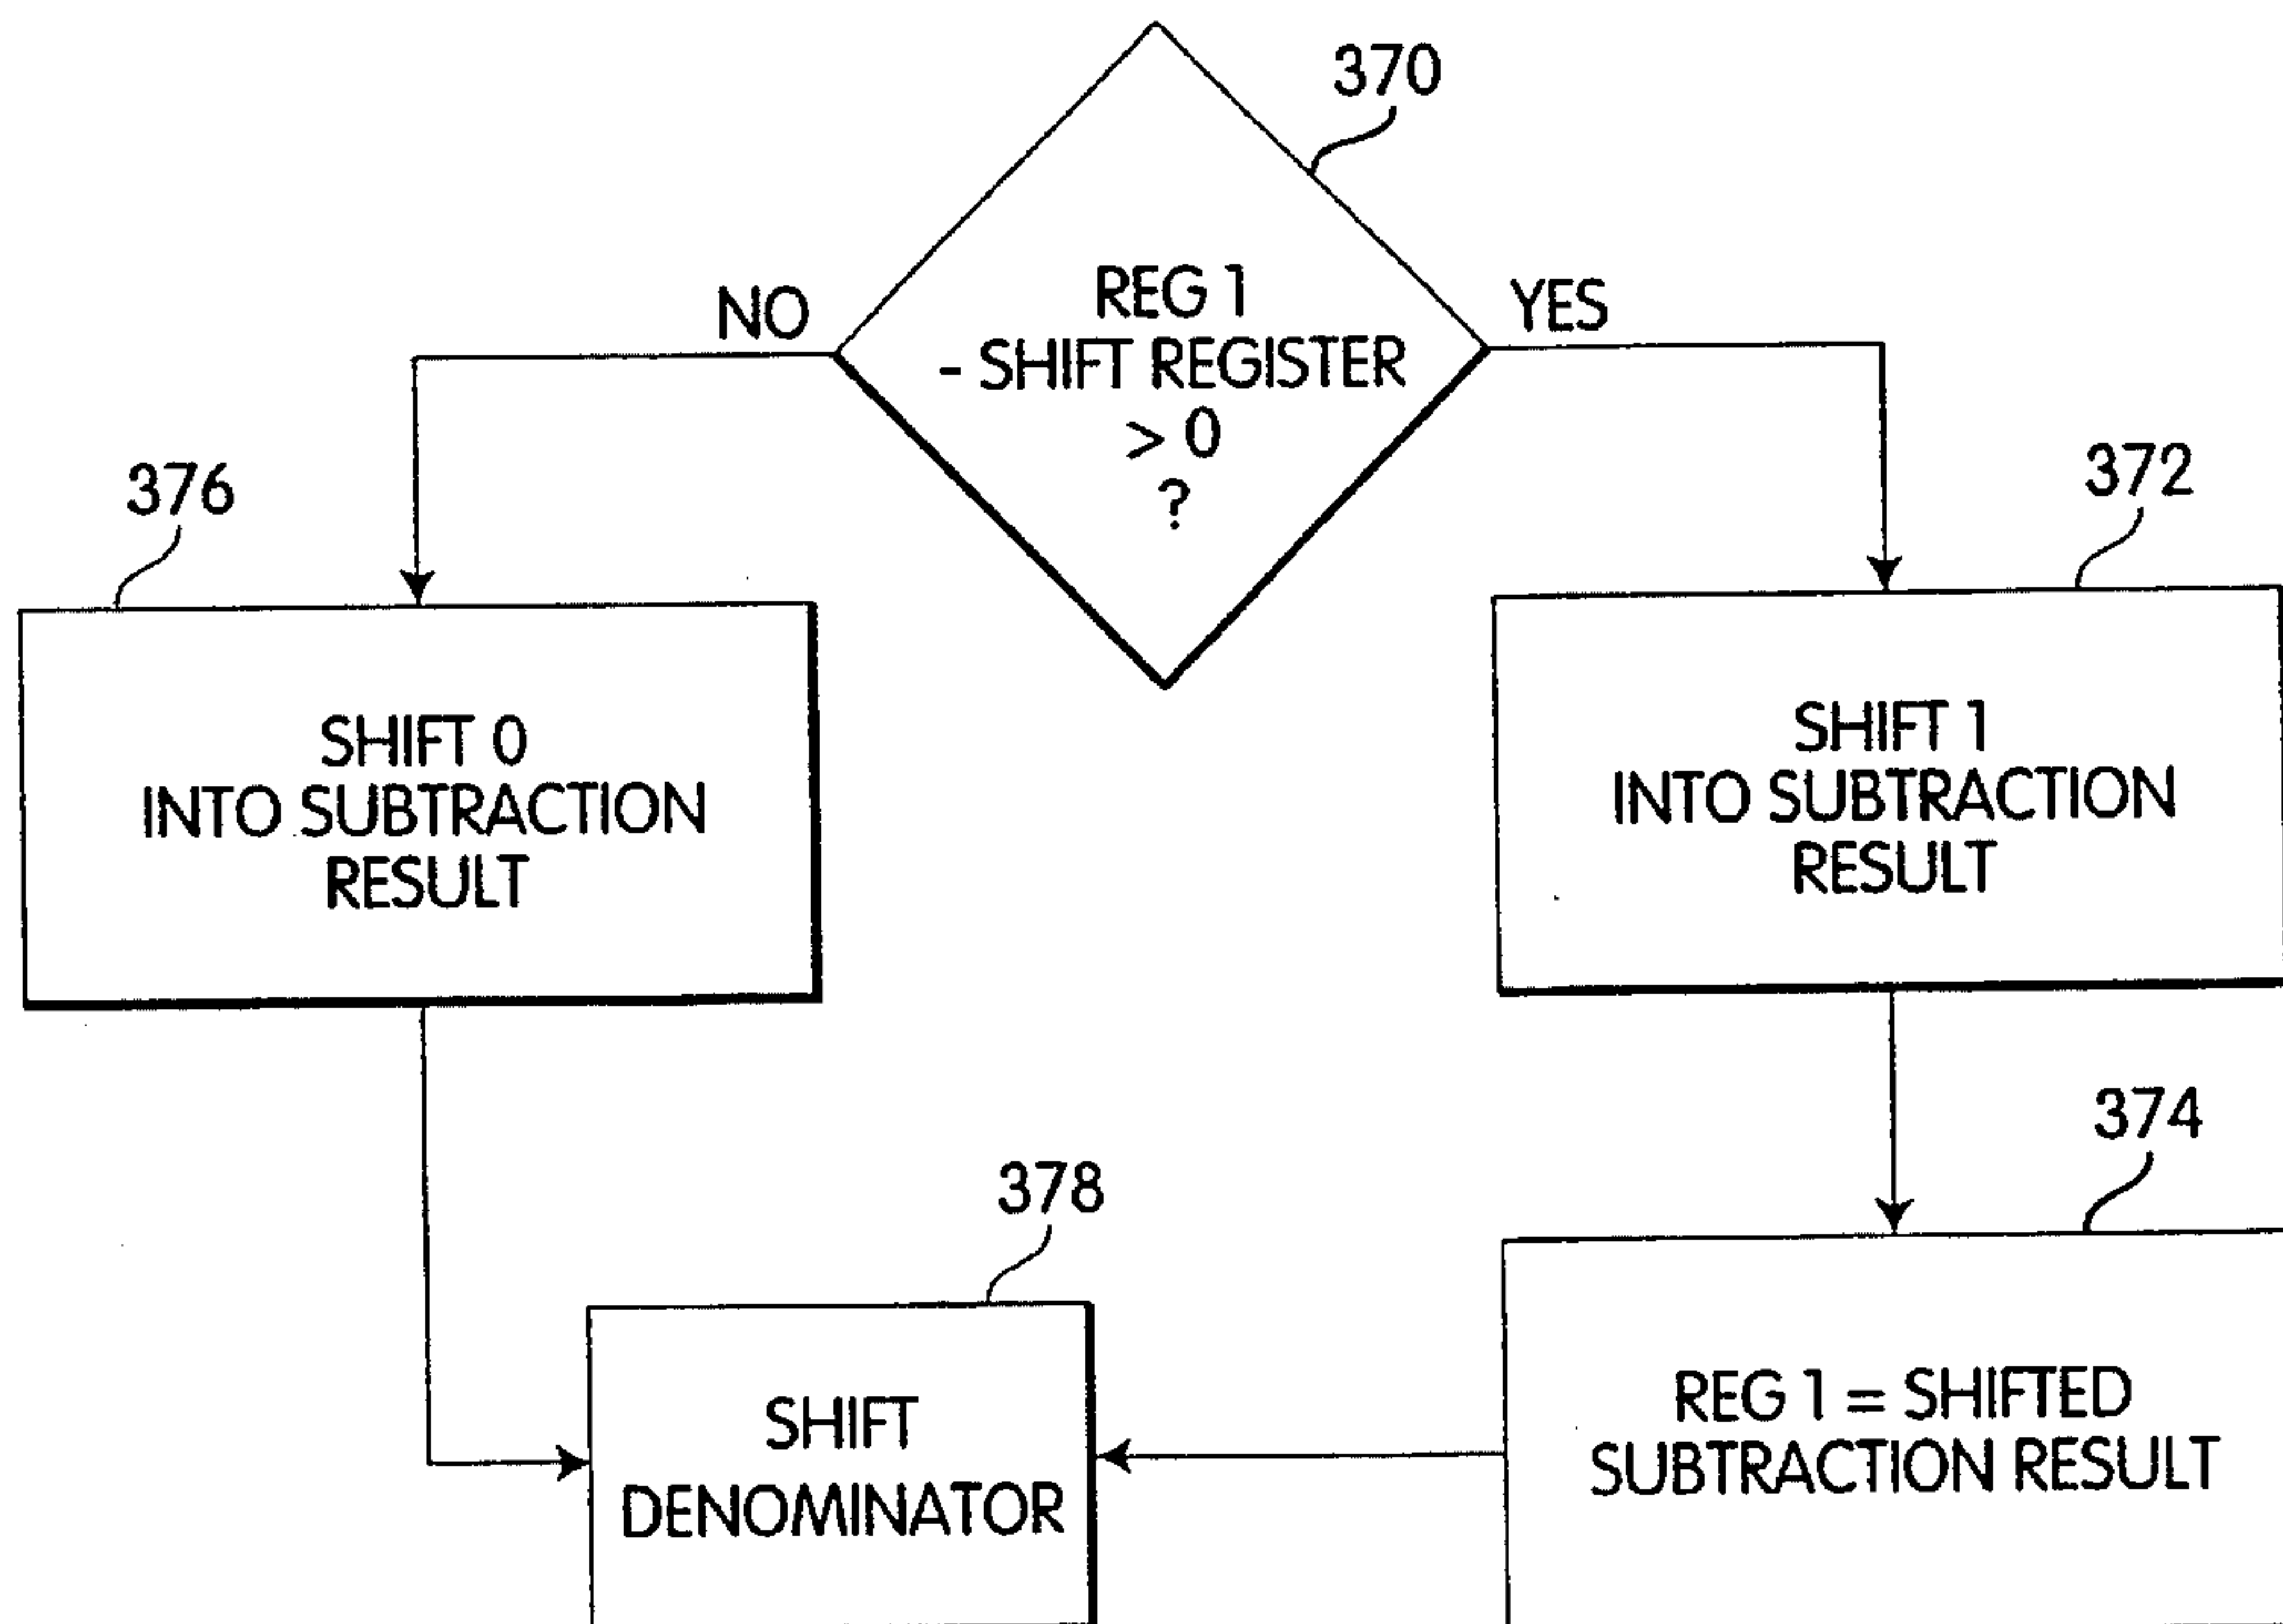 370
REG 1
- SHIFT REGISTER
> 0
?
NO
YES
376
372
SHIFT 0
INTO SUBTRACTION
RESULT
SHIFT 1
INTO SUBTRACTION
RESULT
374
378
SHIFT
DENOMINATOR
REG 1 = SHIFTED
SUBTRACTION RESULT